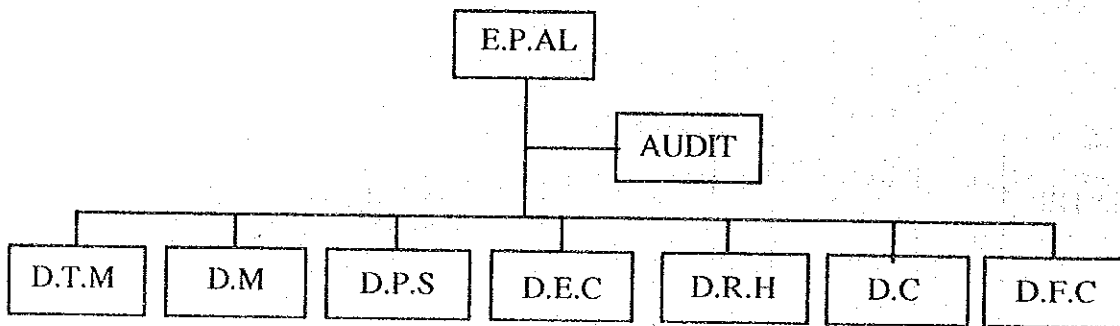 E.P.AL
AUDIT
D.T.M
D.M
D.P.S
D.E.C
D.R.H
D.C
D.F.C